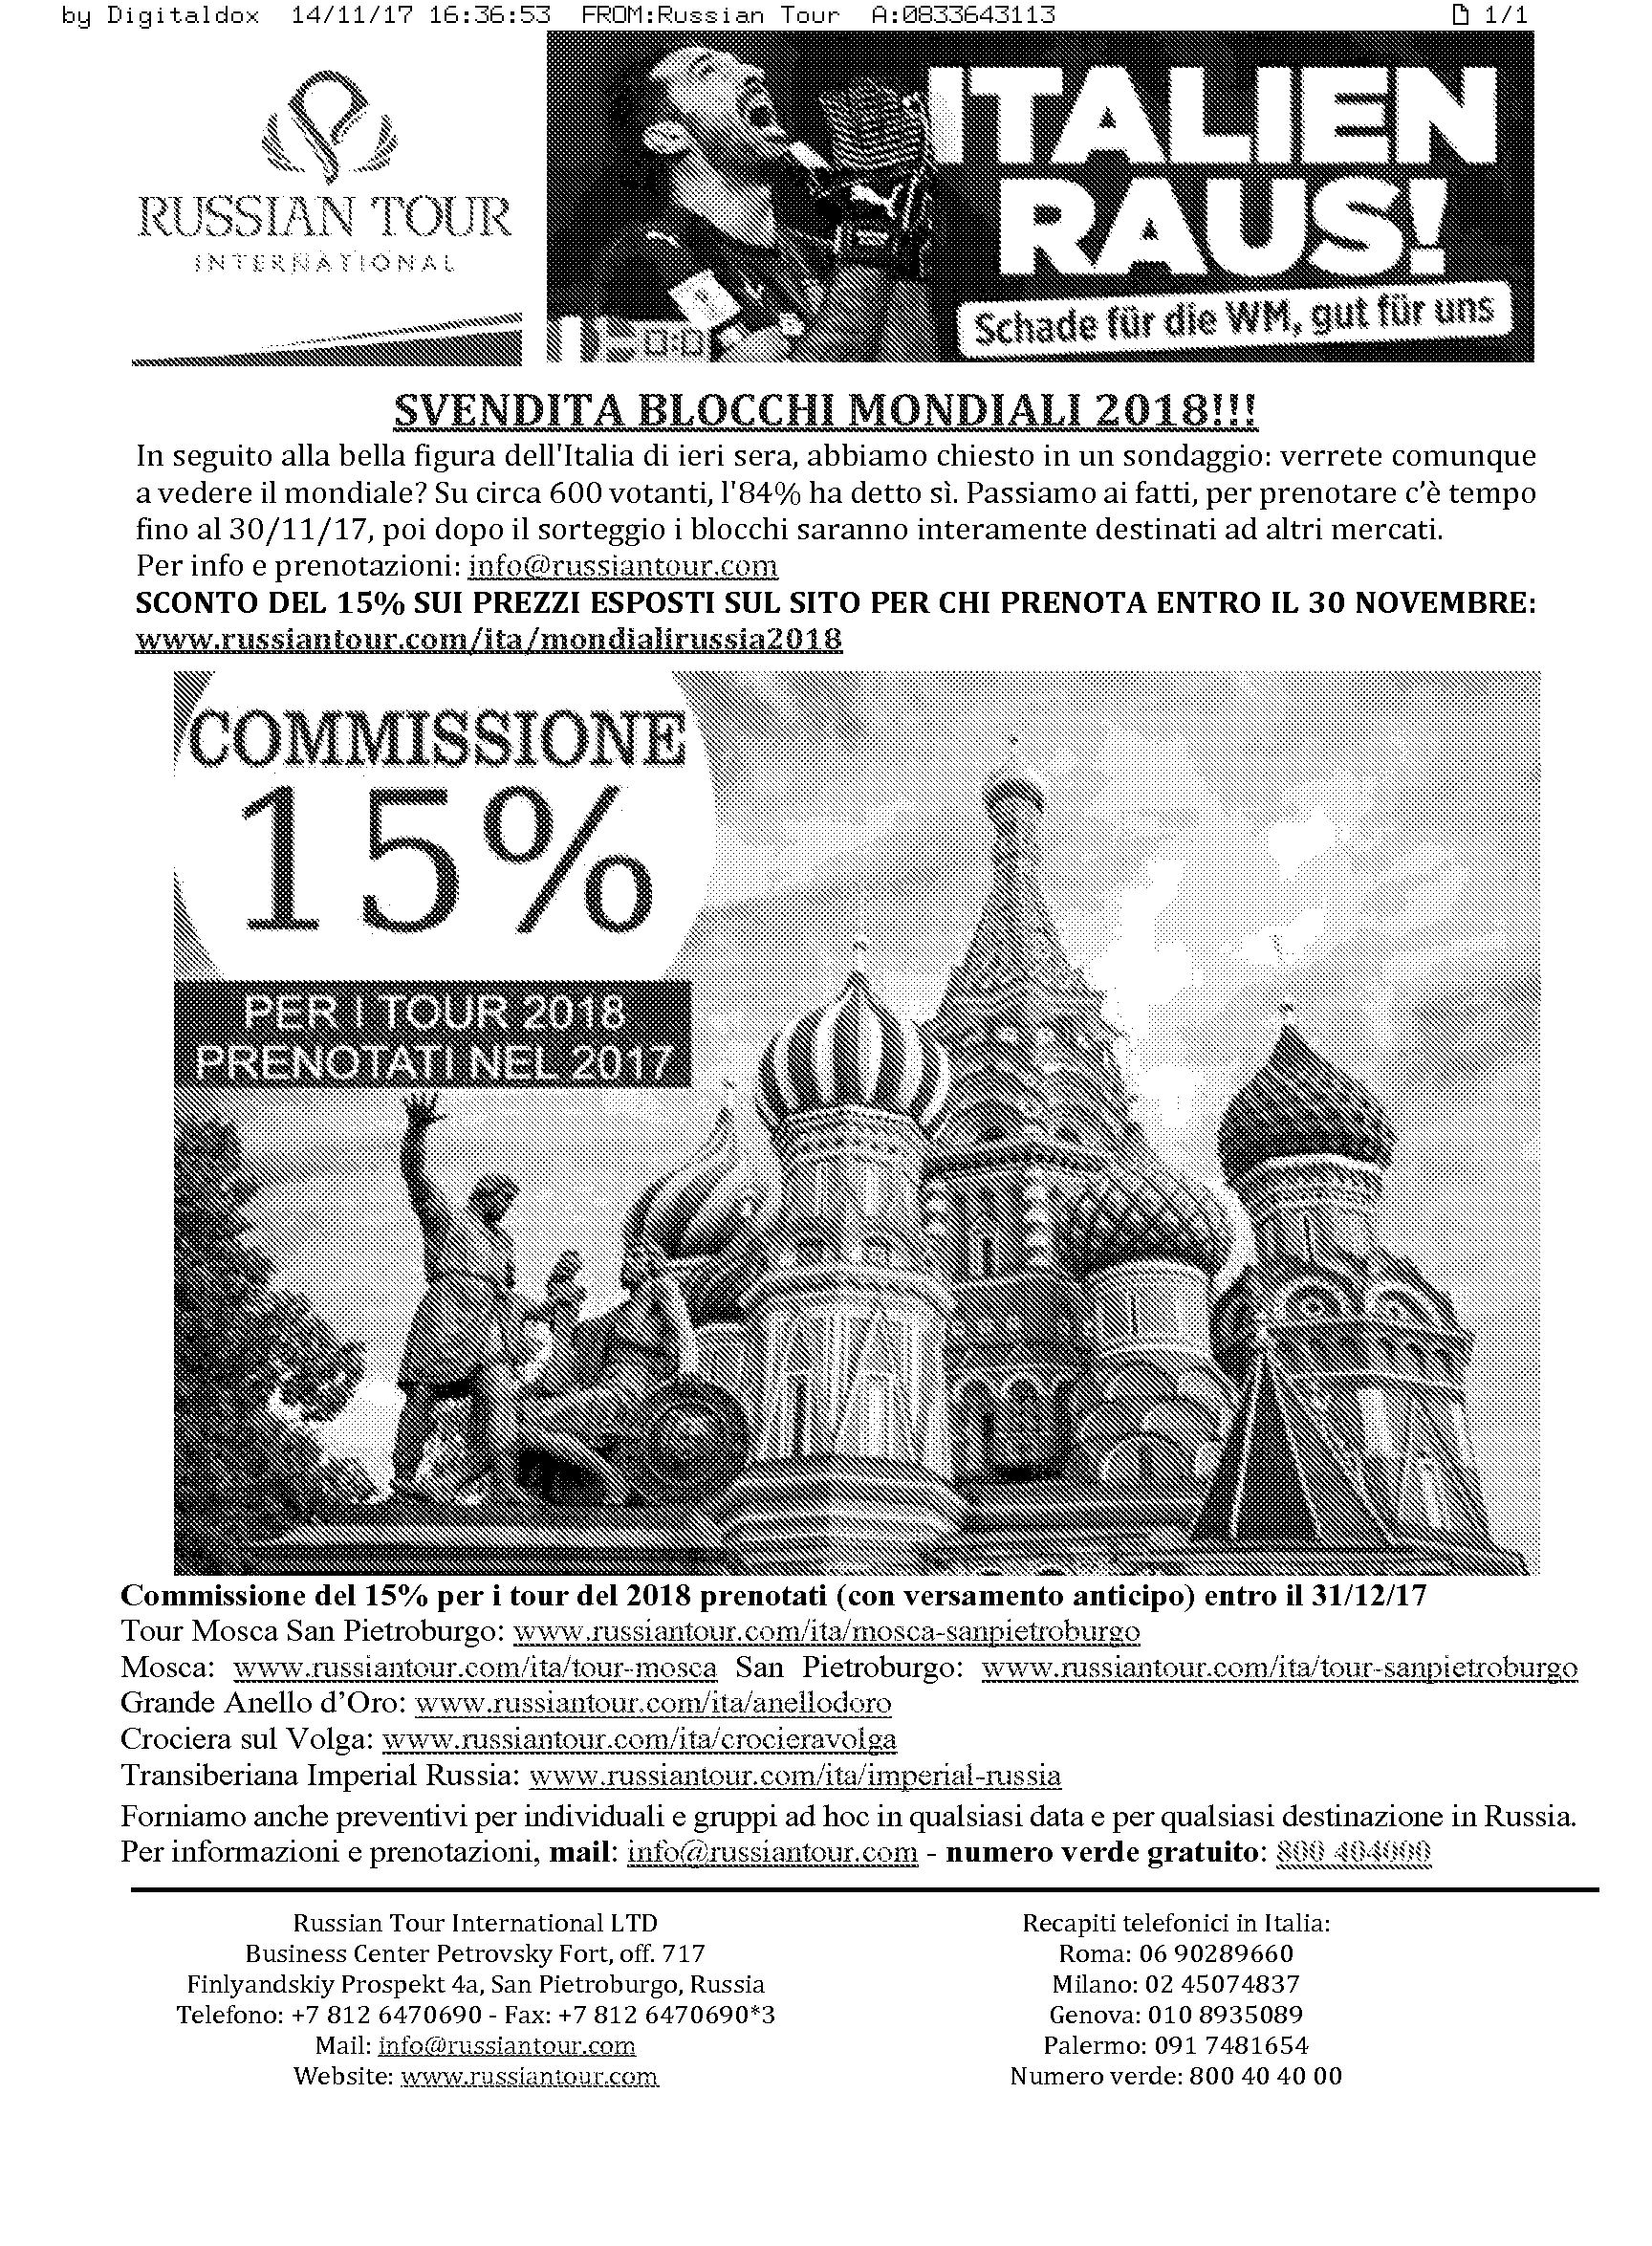 by Digitaldox 14/11/17 16:36:53 FROM:Russian Tour A:0833643113 1/1
RUSSIAN TOUR
INTERNATIONAL
ITALIEN
RAUS!
Schade für die WM, gut für uns
SVENDITA BLOCCHI MONDIALI 2018!!!
In seguito alla bella figura dell'Italia di ieri sera, abbiamo chiesto in un sondaggio: verrete comunque
a vedere il mondiale? Su circa 600 votanti, l'84% ha detto sì. Passiamo ai fatti, per prenotare c’è tempo
fino al 30/11/17, poi dopo il sorteggio i blocchi saranno interamente destinati ad altri mercati.
Per info e prenotazioni: info@russiantour.com
SCONTO DEL 15% SUI PREZZI ESPOSTI SUL SITO PER CHI PRENOTA ENTRO IL 30 NOVEMBRE:
www.russiantour.com/ita/mondialirussia2018
COMMISSIONE
15%
PER I TOUR 2018
PRENOTATI NEL 2017
Commissione del 15% per i tour del 2018 prenotati (con versamento anticipo) entro il 31/12/17
Tour Mosca San Pietroburgo: www.russiantour.com/ita/mosca-sanpietroburgo
Mosca: www.russiantour.com/ita/tour-mosca San Pietroburgo: www.russiantour.com/ita/tour-sanpietroburgo
Grande Anello d’Oro: www.russiantour.com/ita/anellodoro
Crociera sul Volga: www.russiantour.com/ita/crocieravolga
Transiberiana Imperial Russia: www.russiantour.com/ita/imperial-russia
Forniamo anche preventivi per individuali e gruppi ad hoc in qualsiasi data e per qualsiasi destinazione in Russia.
Per informazioni e prenotazioni, mail: info@russiantour.com - numero verde gratuito: 800 404000
Russian Tour International LTD
Business Center Petrovsky Fort, off. 717
Finlyandskiy Prospekt 4a, San Pietroburgo, Russia
Telefono: +7 812 6470690 - Fax: +7 812 6470690*3
Mail: info@russiantour.com
Website: www.russiantour.com
Recapiti telefonici in Italia:
Roma: 06 90289660
Milano: 02 45074837
Genova: 010 8935089
Palermo: 091 7481654
Numero verde: 800 40 40 00